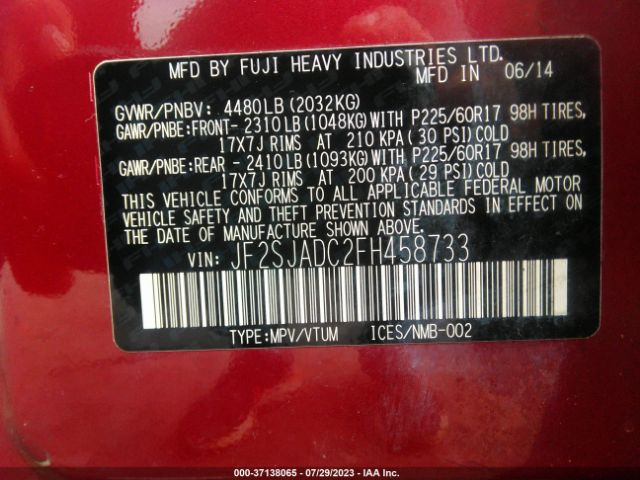 MFD BY FUJI HEAVY INDUSTRIES LTD.
MFD IN 06/14
GVWR/PNBV: 4480LB(2032KG)
GAWR/PNBE:FRONT- 2310LB(1048KG)WITH P225/60R17 98H TIRES,
17X7J RIMS AT 210 KPA(30 PSI)COLD
GAWR/PNBE:REAR - 2410LB(1093KG)WITH P225/60R17 98H TIRES,
17X7J RIMS AT 200 KPA(29 PSI)COLD
THIS VEHICLE CONFORMS TO ALL APPLICABLE FEDERAL MOTOR
VEHICLE SAFETY AND THEFT PREVENTION STANDARDS IN EFFECT
ON THE DATE OF MANUFACTURE SHOWN ABOVE.
VIN: JF2SJADC2FH458733
TYPE:MPV/VTUM ICES/NMB-002
000-37138065 / 07/29/2023 - IAA Inc.